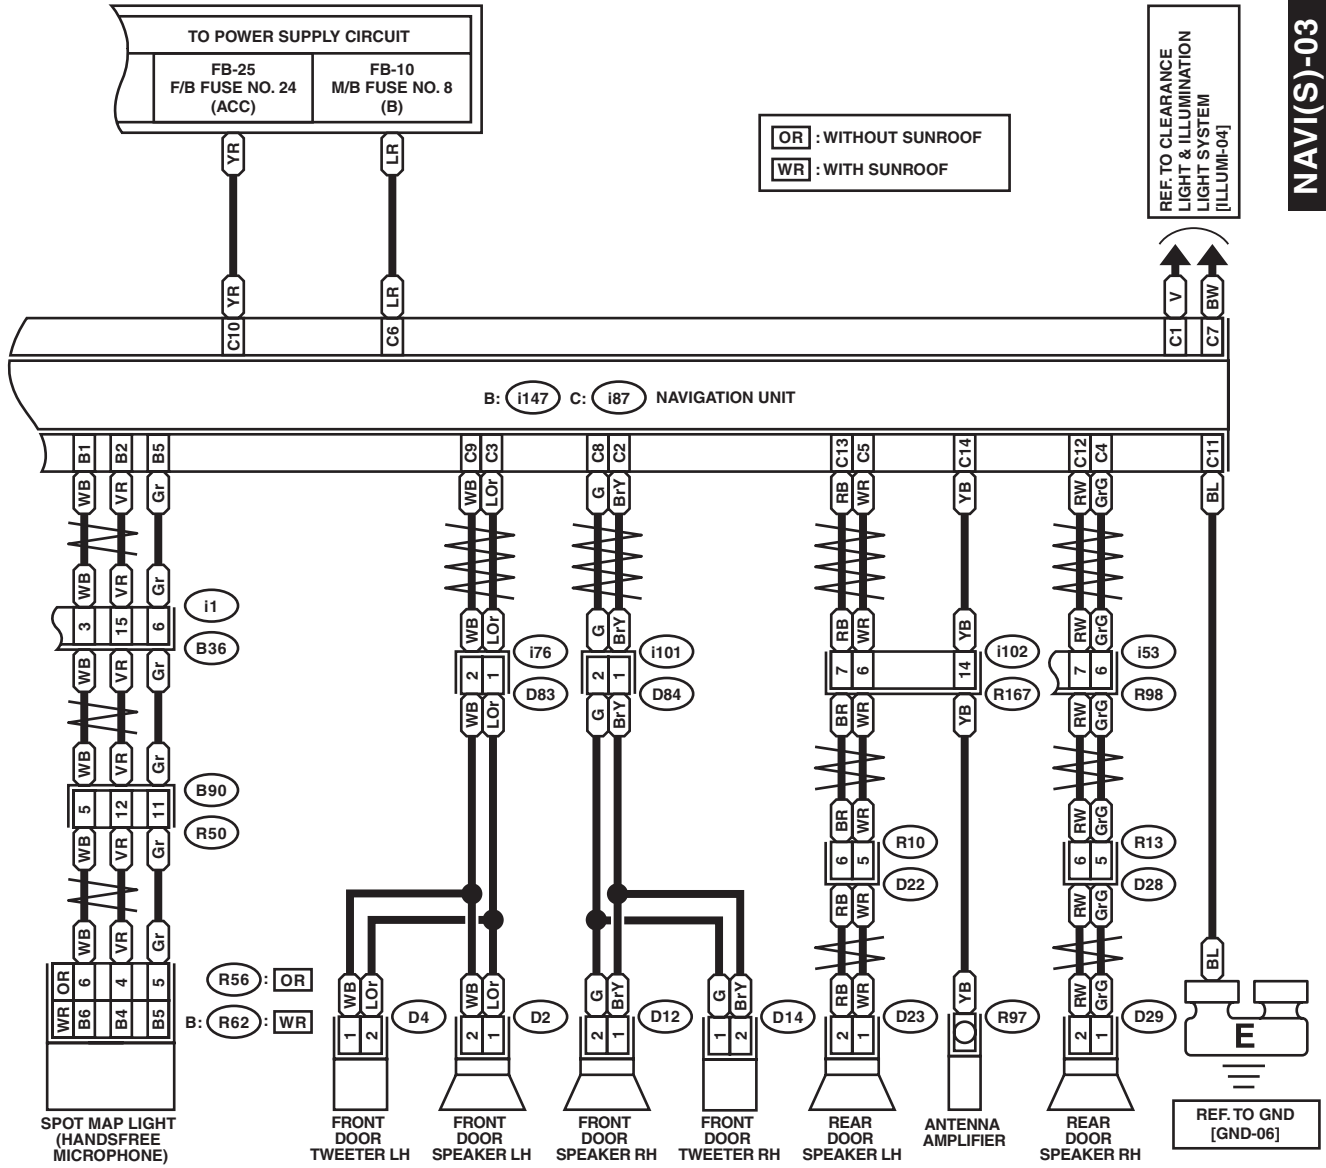 NAVI(S)-03
TO POWER SUPPLY CIRCUIT
FB-25
F/B FUSE NO. 24
(ACC)
FB-10
M/B FUSE NO. 8
(B)
OR : WITHOUT SUNROOF
WR : WITH SUNROOF
REF. TO CLEARANCE
LIGHT & ILLUMINATION
LIGHT SYSTEM
[ILLUMI-04]
YR LR
YR LR V BW
C10 C6 C1 C7
B: i147 C: i87 NAVIGATION UNIT
B1 B2 B5 C9 C3 C8 C2 C13 C5 C14 C12 C4 C11
WB VR Gr WB LOr G BrY RB WR YB RW GrG BL
WB VR Gr
3 15 6
i1
B36
WB VR Gr
WB LOr G BrY RB WR YB RW GrG
2 1
i76
D83
2 1
i101
D84
7 6 14
i102
R167
7 6
i53
R98
WB LOr G BrY BR WR YB RW GrG
WB VR Gr
5 12 11
B90
R50
WB VR Gr
BR WR RW GrG
6 5
R10
D22
6 5
R13
D28
RB WR RW GrG
WB VR Gr
BL
OR 6 4 5
WR B6 B4 B5
R56 : OR
B: R62 : WR
WB LOr WB LOr G BrY G BrY RB WR YB RW GrG
1 2 D4
2 1 D2
2 1 D12
1 2 D14
2 1 D23
R97
2 1 D29
E
SPOT MAP LIGHT
(HANDSFREE
MICROPHONE)
FRONT
DOOR
TWEETER LH
FRONT
DOOR
SPEAKER LH
FRONT
DOOR
SPEAKER RH
FRONT
DOOR
TWEETER RH
REAR
DOOR
SPEAKER LH
ANTENNA
AMPLIFIER
REAR
DOOR
SPEAKER RH
REF. TO GND
[GND-06]